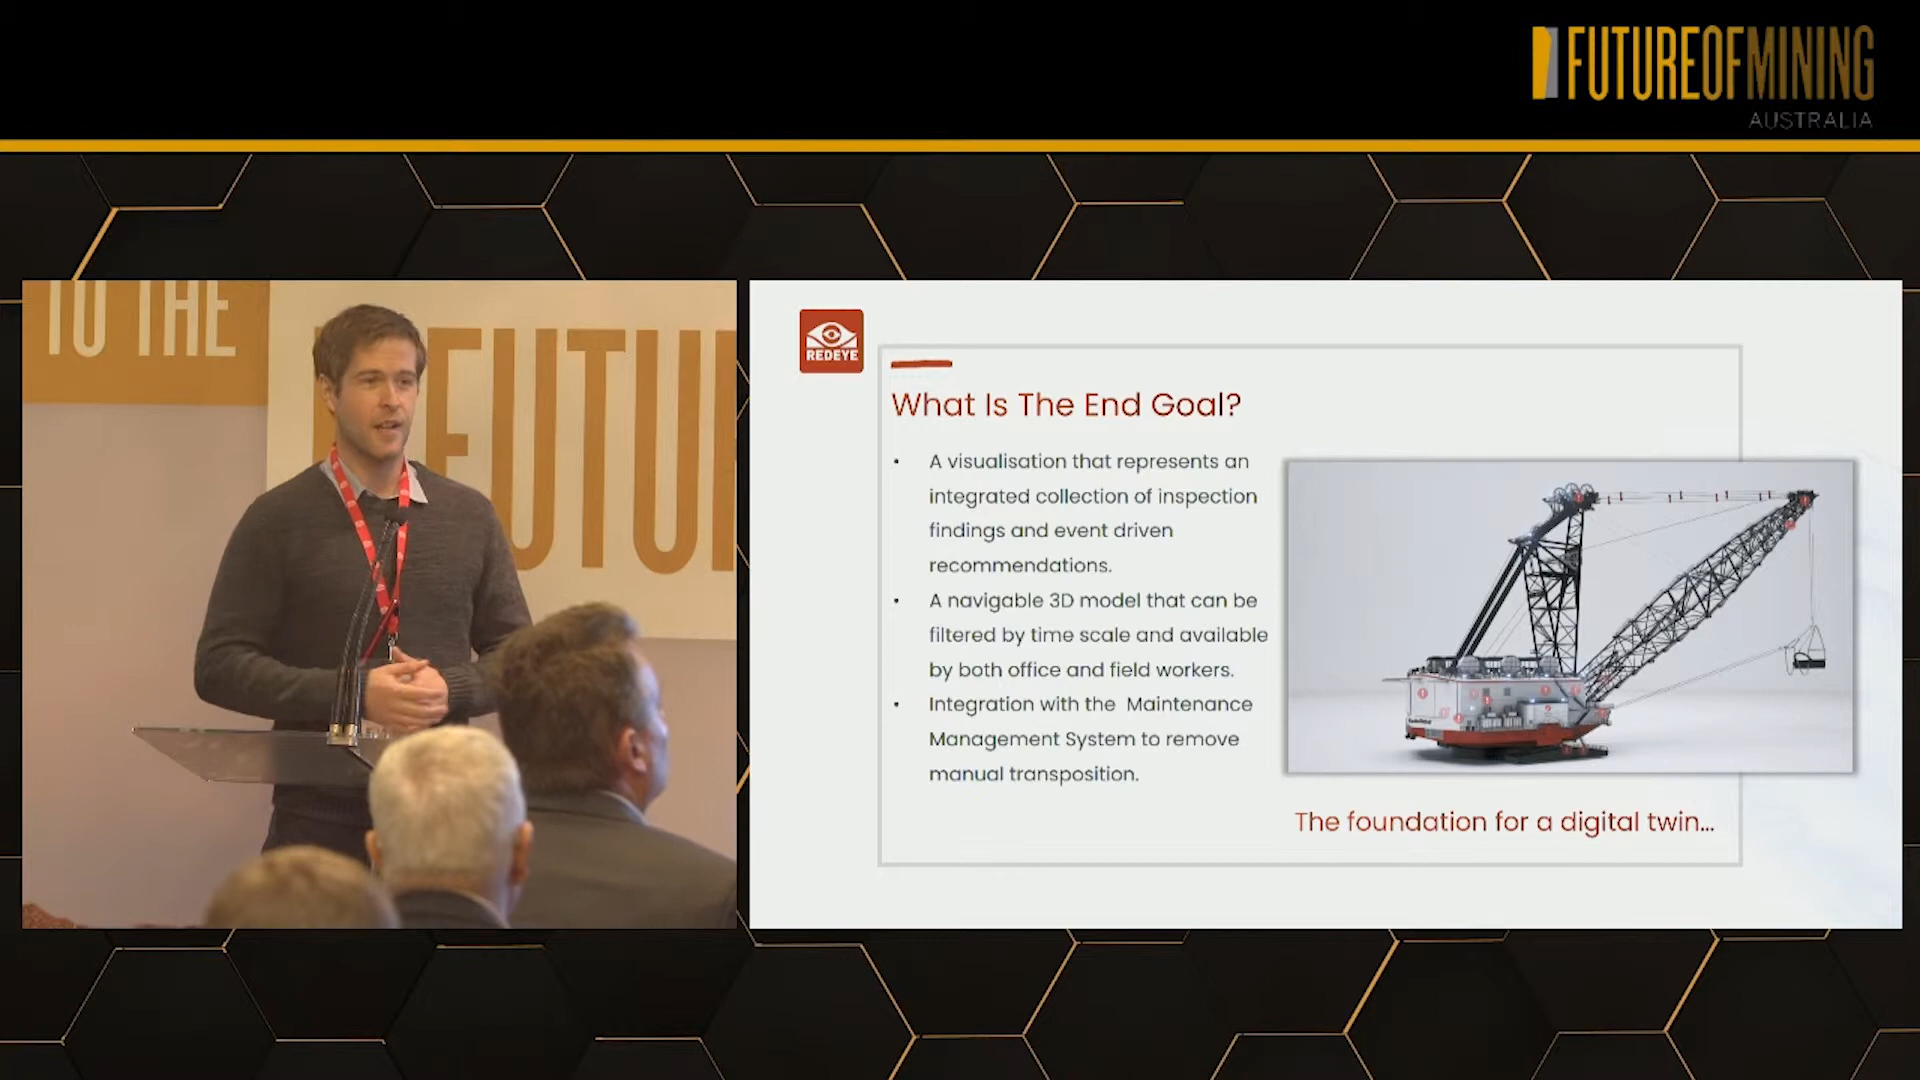 FUTUREOFMINING
AUSTRALIA
TO THE
FUTU
REDEYE
What Is The End Goal?
• A visualisation that represents an
integrated collection of inspection
findings and event driven
recommendations.
• A navigable 3D model that can be
filtered by time scale and available
by both office and field workers.
• Integration with the Maintenance
Management System to remove
manual transposition.
The foundation for a digital twin...